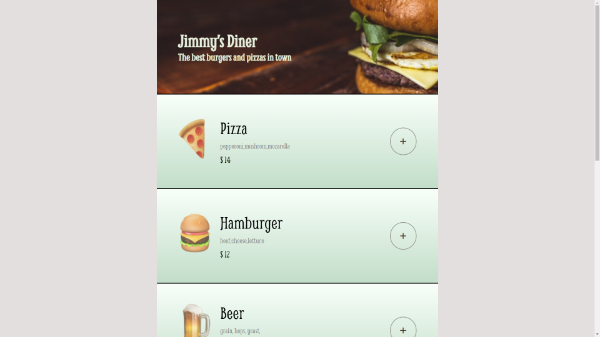 Jimmy's Diner
The best burgers and pizzas in town
Pizza
pepperoni,mushrom,mozarella
$ 14
+
Hamburger
beef,cheese,lettuce
$ 12
+
Beer
grain, hops, yeast,
+